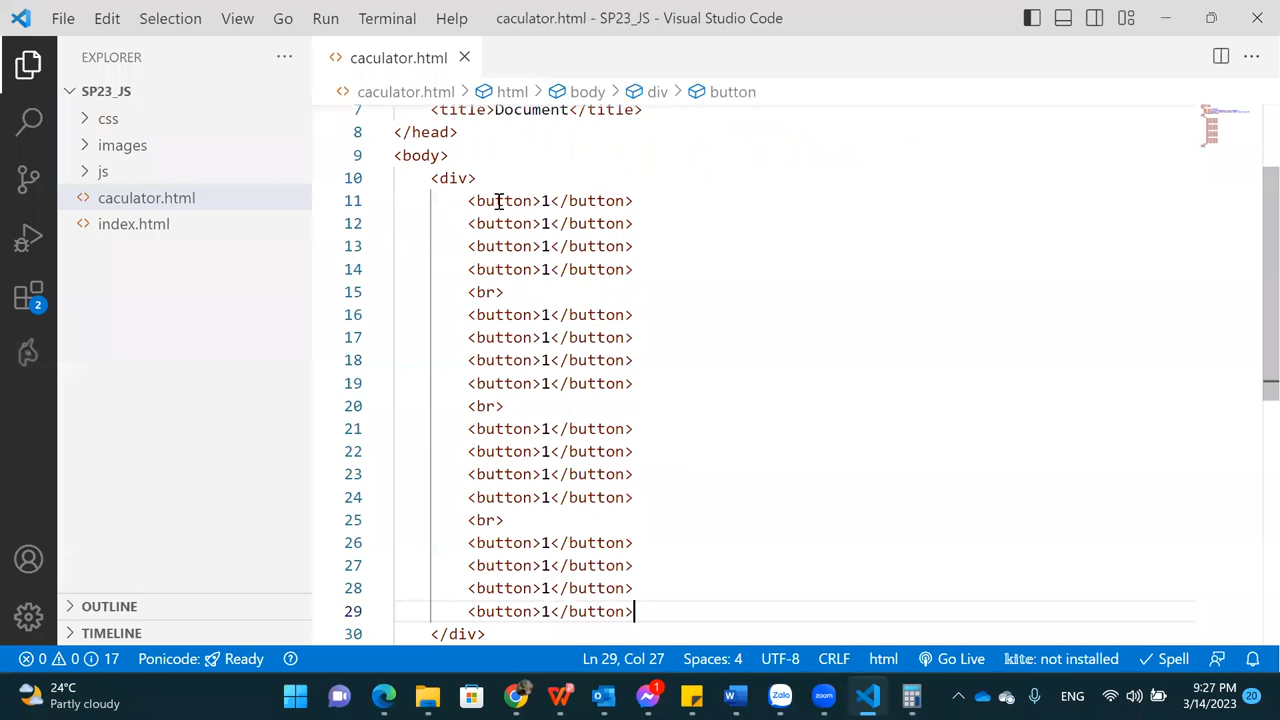 File Edit Selection View Go Run Terminal Help caculator.html - SP23_JS - Visual Studio Code
EXPLORER
SP23_JS
css
images
js
caculator.html
index.html
OUTLINE
TIMELINE
caculator.html
caculator.html > html > body > div > button
7 <title>Document</title>
8 </head>
9 <body>
10 <div>
11 <button>1</button>
12 <button>1</button>
13 <button>1</button>
14 <button>1</button>
15 <br>
16 <button>1</button>
17 <button>1</button>
18 <button>1</button>
19 <button>1</button>
20 <br>
21 <button>1</button>
22 <button>1</button>
23 <button>1</button>
24 <button>1</button>
25 <br>
26 <button>1</button>
27 <button>1</button>
28 <button>1</button>
29 <button>1</button>
30 </div>
2
0 0 17 Ponicode: Ready Ln 29, Col 27 Spaces: 4 UTF-8 CRLF html Go Live kite: not installed Spell
24°C
Partly cloudy
1
Zalo
zoom
ENG
9:27 PM
3/14/2023
20